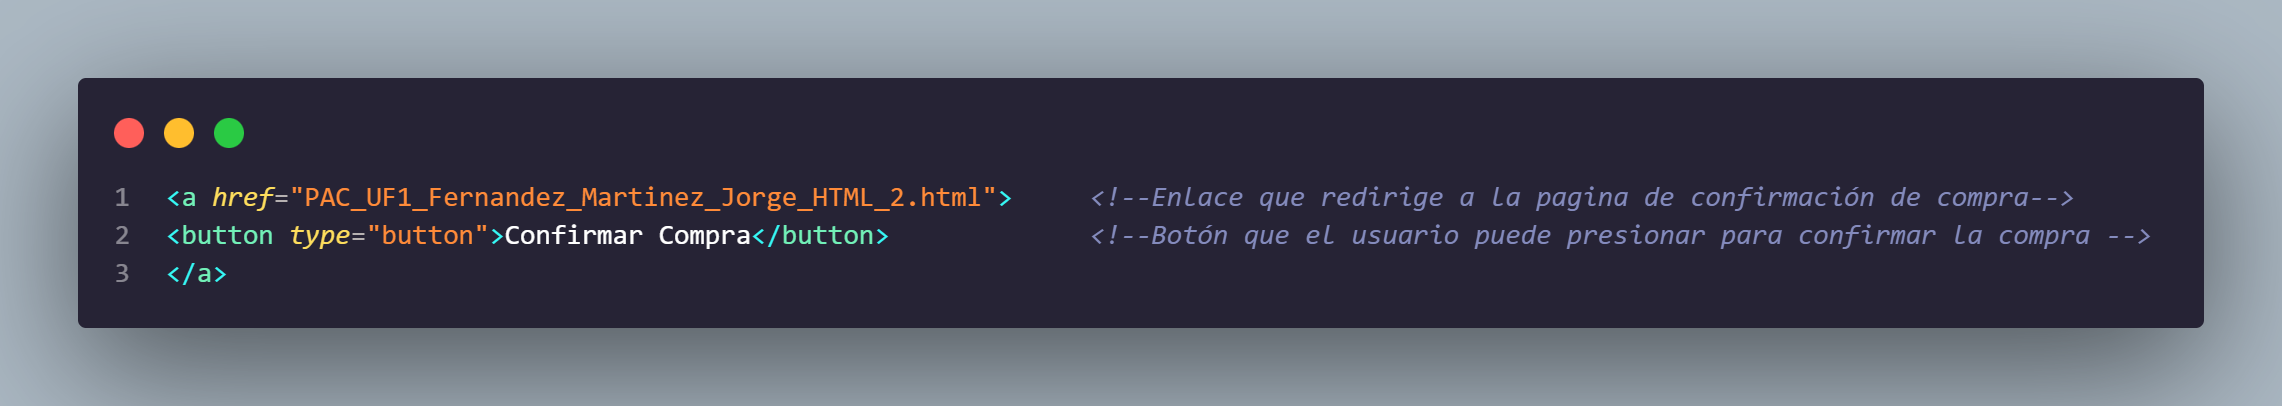 1 <a href="PAC_UF1_Fernandez_Martinez_Jorge_HTML_2.html"> <!--Enlace que redirige a la pagina de confirmación de compra-->
2 <button type="button">Confirmar Compra</button> <!--Botón que el usuario puede presionar para confirmar la compra -->
3 </a>